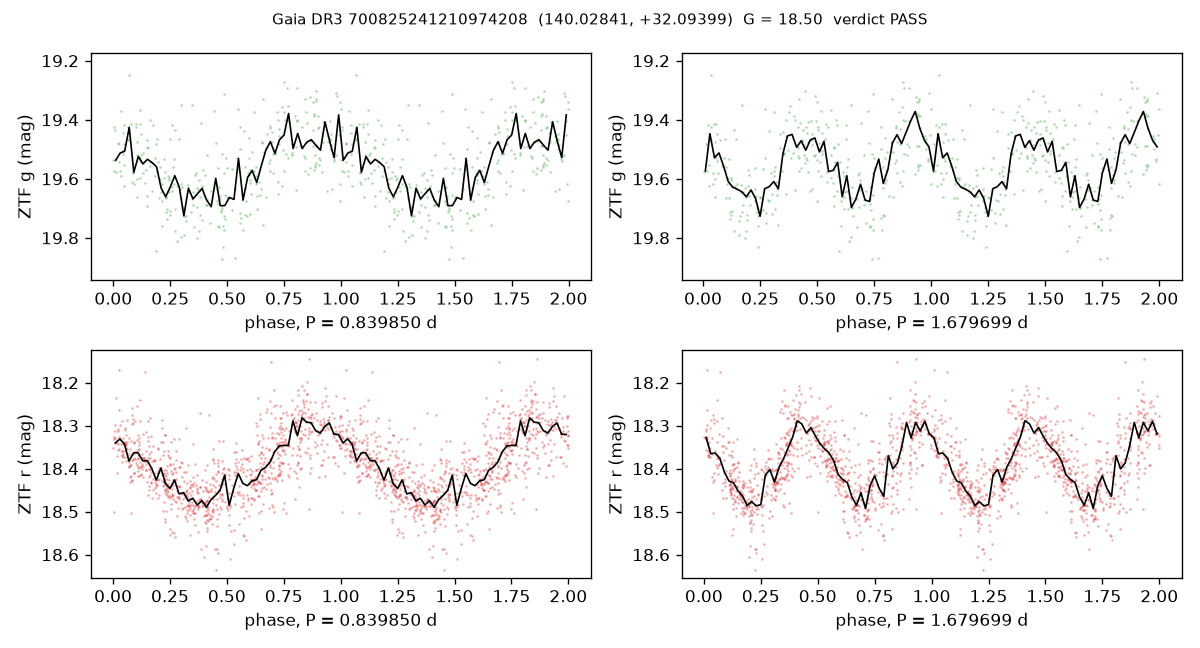 Gaia DR3 700825241210974208 (140.02841, +32.09399) G = 18.50 verdict PASS
ZTF g (mag)
19.2
19.4
19.6
19.8
0.00 0.25 0.50 0.75 1.00 1.25 1.50 1.75 2.00
phase, P = 0.839850 d
ZTF g (mag)
19.2
19.4
19.6
19.8
0.00 0.25 0.50 0.75 1.00 1.25 1.50 1.75 2.00
phase, P = 1.679699 d
ZTF r (mag)
18.2
18.3
18.4
18.5
18.6
0.00 0.25 0.50 0.75 1.00 1.25 1.50 1.75 2.00
phase, P = 0.839850 d
ZTF r (mag)
18.2
18.3
18.4
18.5
18.6
0.00 0.25 0.50 0.75 1.00 1.25 1.50 1.75 2.00
phase, P = 1.679699 d